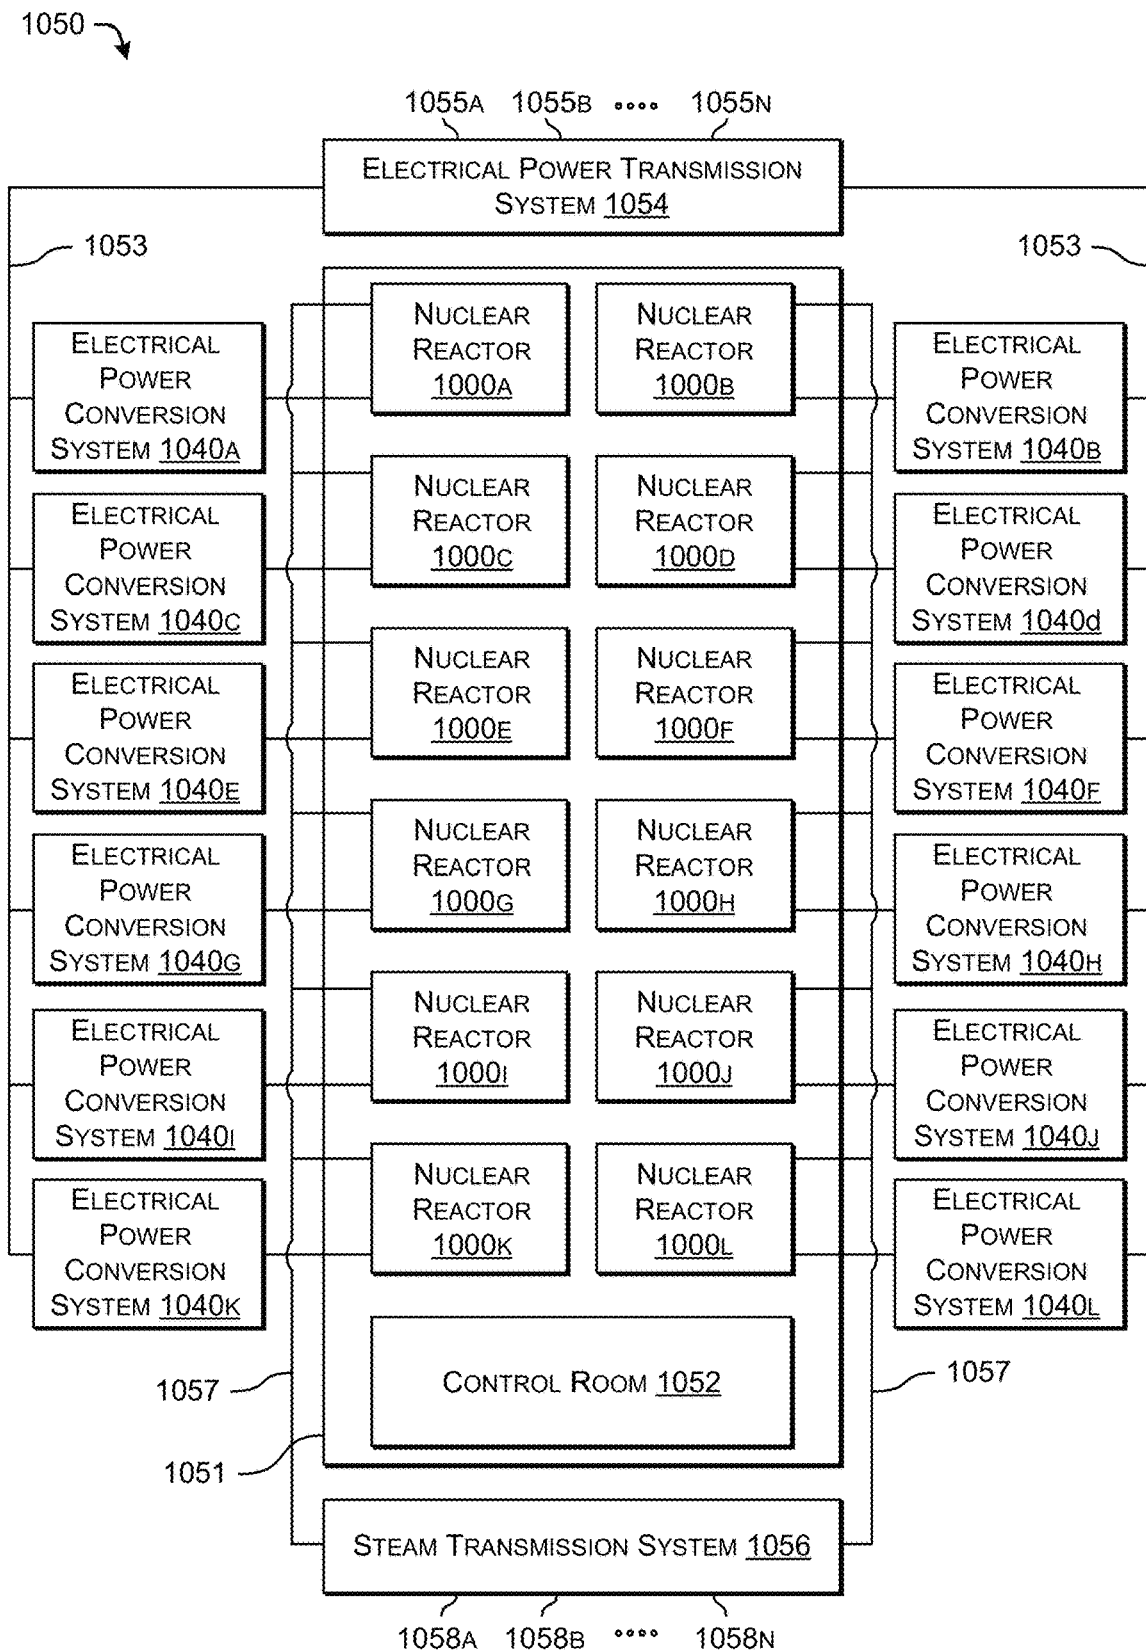 1050
1055A 1055B 1055N
ELECTRICAL POWER TRANSMISSION
SYSTEM 1054
1053
1053
ELECTRICAL
POWER
CONVERSION
SYSTEM 1040A
NUCLEAR
REACTOR
1000A
NUCLEAR
REACTOR
1000B
ELECTRICAL
POWER
CONVERSION
SYSTEM 1040B
ELECTRICAL
POWER
CONVERSION
SYSTEM 1040C
NUCLEAR
REACTOR
1000C
NUCLEAR
REACTOR
1000D
ELECTRICAL
POWER
CONVERSION
SYSTEM 1040d
ELECTRICAL
POWER
CONVERSION
SYSTEM 1040E
NUCLEAR
REACTOR
1000E
NUCLEAR
REACTOR
1000F
ELECTRICAL
POWER
CONVERSION
SYSTEM 1040F
ELECTRICAL
POWER
CONVERSION
SYSTEM 1040G
NUCLEAR
REACTOR
1000G
NUCLEAR
REACTOR
1000H
ELECTRICAL
POWER
CONVERSION
SYSTEM 1040H
ELECTRICAL
POWER
CONVERSION
SYSTEM 1040I
NUCLEAR
REACTOR
1000I
NUCLEAR
REACTOR
1000J
ELECTRICAL
POWER
CONVERSION
SYSTEM 1040J
ELECTRICAL
POWER
CONVERSION
SYSTEM 1040K
NUCLEAR
REACTOR
1000K
NUCLEAR
REACTOR
1000L
ELECTRICAL
POWER
CONVERSION
SYSTEM 1040L
1057
CONTROL ROOM 1052
1057
1051
STEAM TRANSMISSION SYSTEM 1056
1058A 1058B 1058N